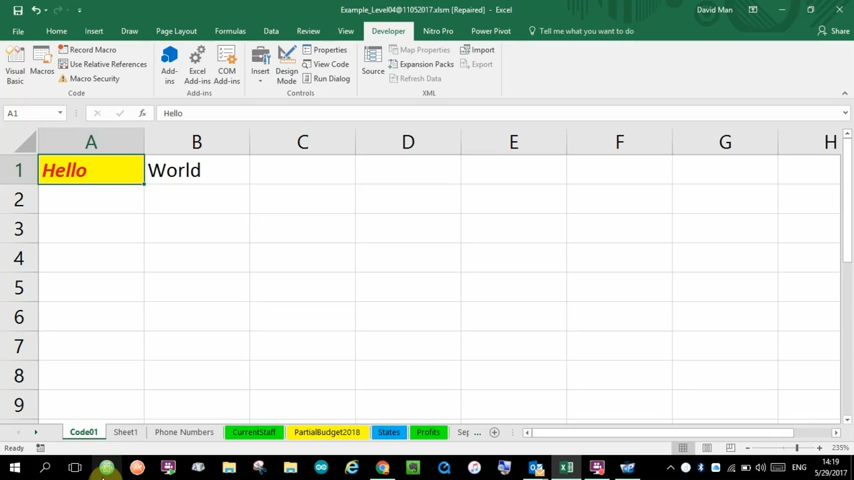 Example_Level04@11052017.xlsm [Repaired] - Excel
David Man
File Home Insert Draw Page Layout Formulas Data Review View Developer Nitro Pro Power Pivot Tell me what you want to do Share
Visual Basic
Macros
Record Macro
Use Relative References
Macro Security
Add-ins
Excel Add-ins
COM Add-ins
Insert
Design Mode
Properties
View Code
Run Dialog
Source
Map Properties
Expansion Packs
Refresh Data
Import
Export
Code Add-ins Controls XML
A1 fx Hello
A B C D E F G H
1 Hello World
2
3
4
5
6
7
8
9
Code01 Sheet1 Phone Numbers CurrentStaff PartialBudget2018 States Profits Sep ...
Ready 235%
ENG 14:19
5/29/2017